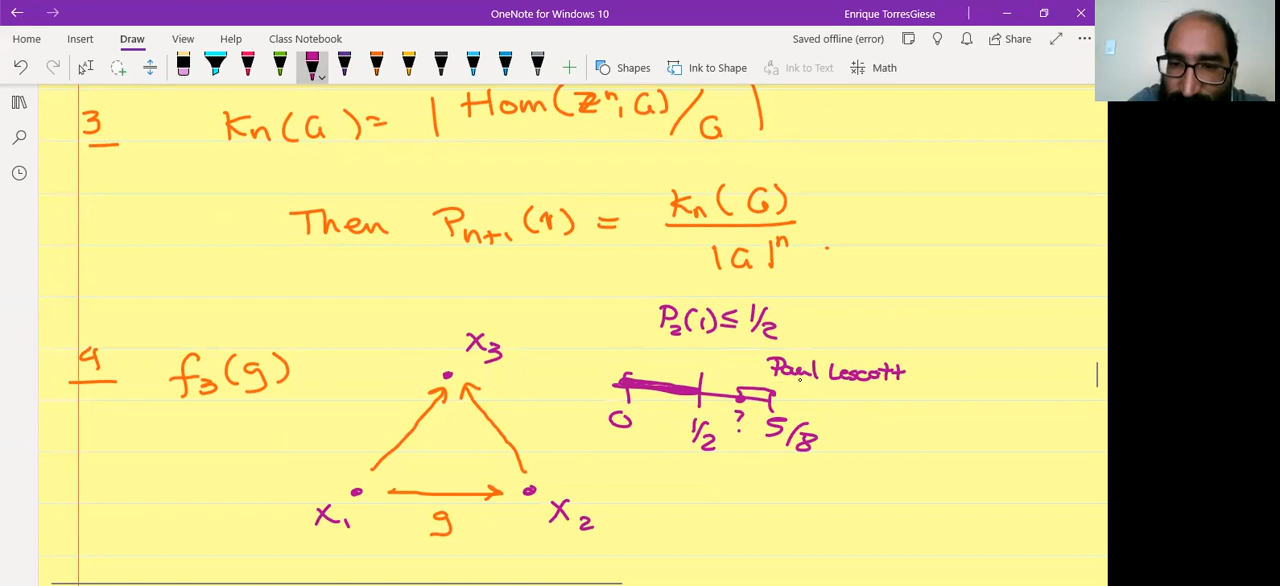 OneNote for Windows 10
Enrique TorresGiese
Home Insert Draw View Help Class Notebook
Saved offline (error) Share
Shapes Ink to Shape Ink to Text Math
3 Kn(G) = | Hom(Zⁿ, G)/G |
Then Pn+1(1) = Kn(G) / |G|ⁿ .
P₂(1) ≤ 1/2
4 f₃(g)
x₃
Paul Lescott
0 1/2 ? 5/8
x₁ g x₂